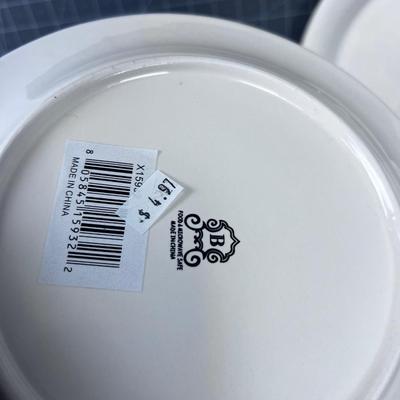 X159
8 05845 15932 2
MADE IN CHINA
$ 4.97
B
FOOD & MICROWAVE SAFE
MADE IN CHINA